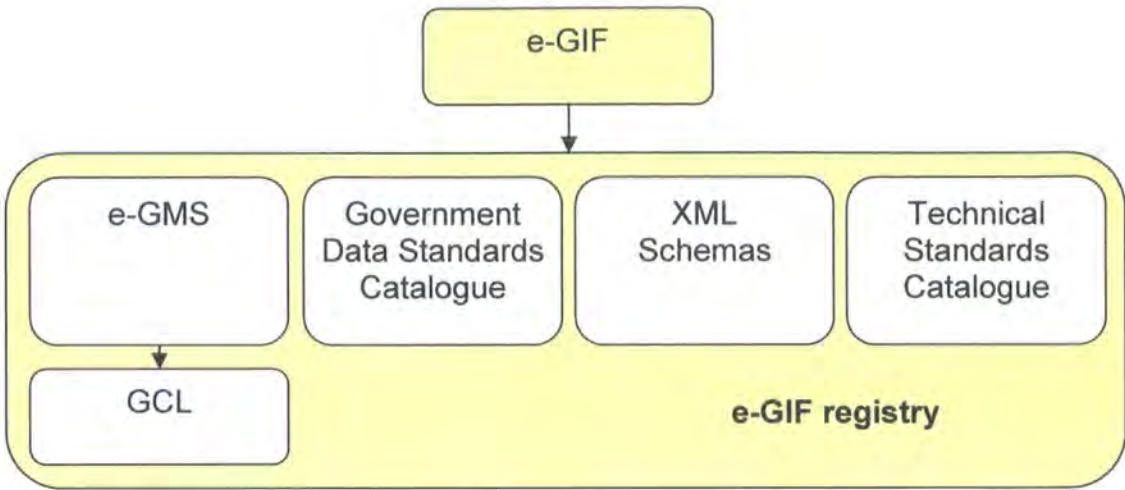 e-GIF
e-GMS
Government
Data Standards
Catalogue
XML
Schemas
Technical
Standards
Catalogue
GCL
e-GIF registry